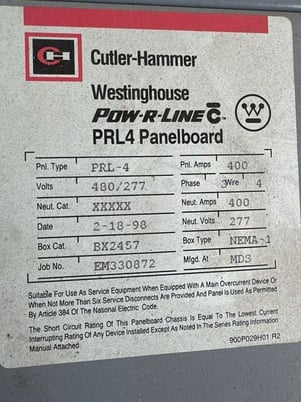 CH
Cutler-Hammer
Westinghouse
POW-R-LINE C™
W
PRL4 Panelboard
Pnl. Type PRL-4 Pnl. Amps 400
Volts 480/277 Phase 3 Wire 4
Neut. Cat. XXXXX Neut. Amps 400
Date 2-18-98 Neut. Volts 277
Box Cat. BX2457 Box Type NEMA-1
Job No. EM330872 Mfgd. At MDS
Suitable For Use As Service Equipment When Equipped With A Main Overcurrent Device Or
When Not More Than Six Service Disconnects Are Provided And Panel Is Used As Permitted
By Article 384 Of The National Electric Code.
The Short Circuit Rating Of This Panelboard Chassis Is Equal To The Lowest Current
Interrupting Rating Of Any Device Installed Except As Noted In The Series Rating Information
Manual Attached.
900P029H01 R2